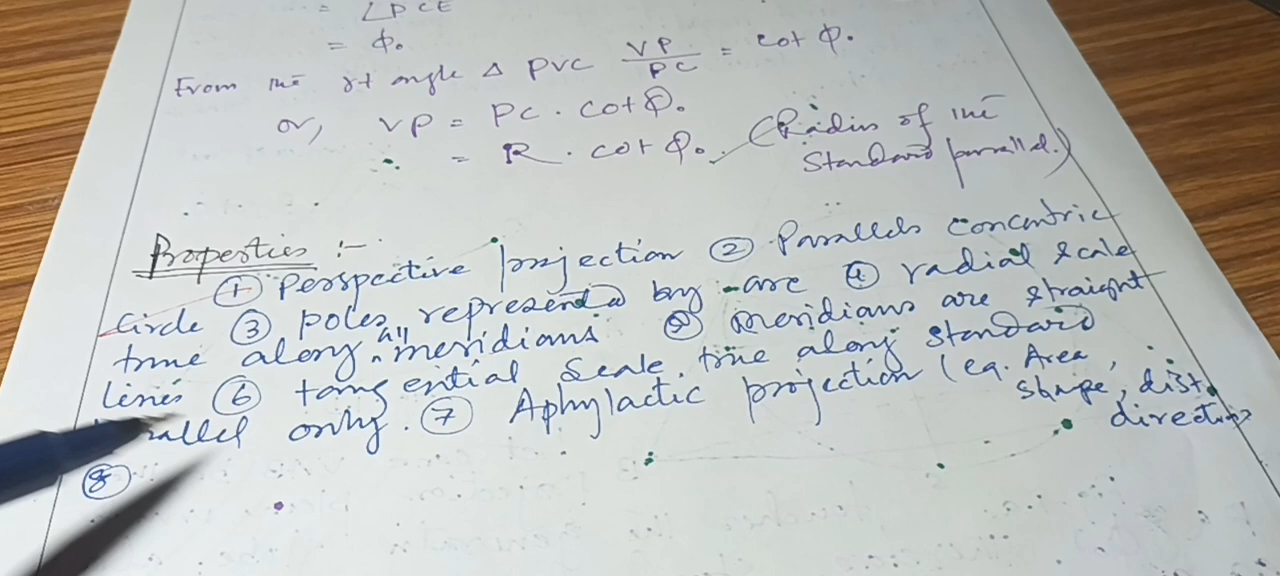 = ∠PCE
= Φ₀
From the rt angle Δ PVC VP/PC = cot Φ₀
or, VP = PC . cot Φ₀
= R . cot Φ₀ ✓ (Radius of the
Standard parallel.)
Properties :-
① Perspective projection ② Parallels concentric
Circle ③ poles represented by arc ④ radial scale
true along all meridians ⑤ meridians are straight
lines ⑥ tangential Scale true along standard
only. ⑦ Aphylactic projection (eq. Area,
shape, dist,
direction
⑧